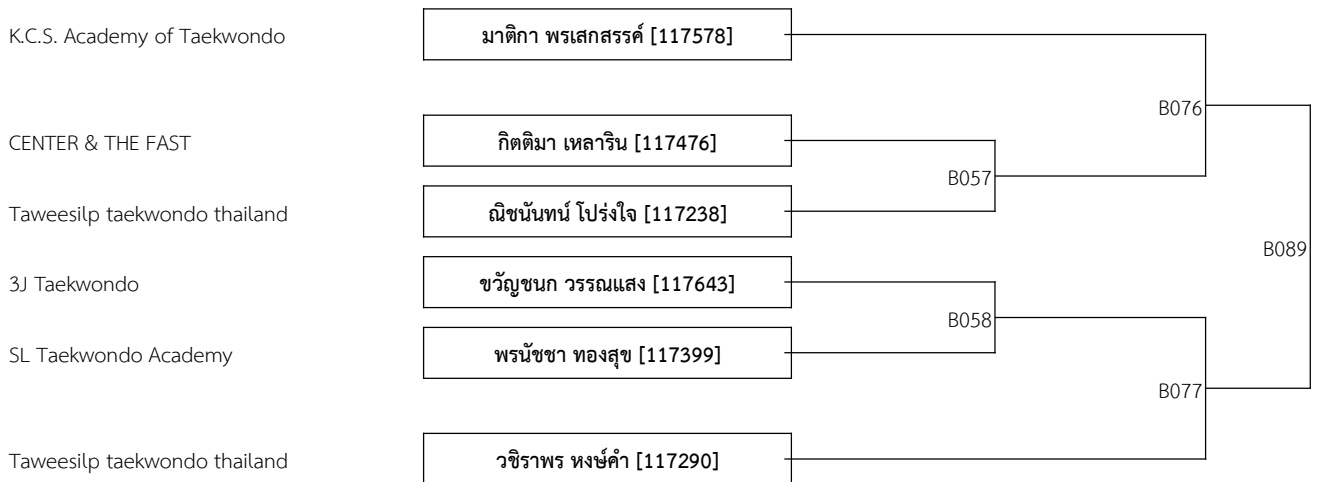 K.C.S. Academy of Taekwondo
มาติกา พรเสกสรรค์ [117578]
B076
CENTER & THE FAST
กิตติมา เหลาริน [117476]
B057
Taweesilp taekwondo thailand
ณิชนันทน์ โปร่งใจ [117238]
B089
3J Taekwondo
ขวัญชนก วรรณแสง [117643]
B058
SL Taekwondo Academy
พรนัชชา ทองสุข [117399]
B077
Taweesilp taekwondo thailand
วชิราพร หงษ์คำ [117290]